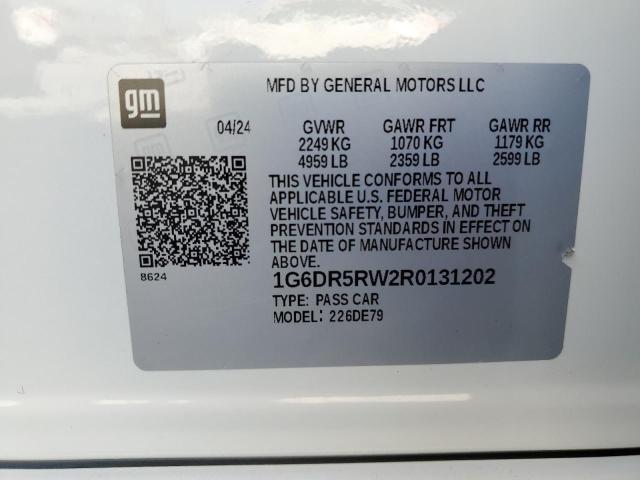 gm
MFD BY GENERAL MOTORS LLC
04/24 GVWR GAWR FRT GAWR RR
2249 KG 1070 KG 1179 KG
4959 LB 2359 LB 2599 LB
THIS VEHICLE CONFORMS TO ALL
APPLICABLE U.S. FEDERAL MOTOR
VEHICLE SAFETY, BUMPER, AND THEFT
PREVENTION STANDARDS IN EFFECT ON
THE DATE OF MANUFACTURE SHOWN
ABOVE.
8624
1G6DR5RW2R0131202
TYPE: PASS CAR
MODEL: 226DE79